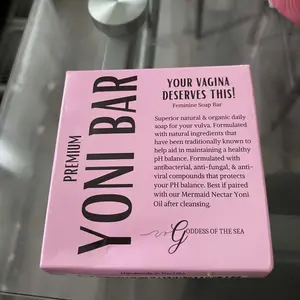 PREMIUM
YONI BAR
YOUR VAGINA
DESERVES THIS!
Feminine Soap Bar
Superior natural & organic daily
soap for your vulva. Formulated
with natural ingredients that
have been traditionally known to
help aid in maintaining a healthy
pH balance. Formulated with
antibacterial, anti-fungal, & anti-
viral compounds that protects
your PH balance. Best if paired
with our Mermaid Nectar Yoni
Oil after cleansing.
GODDESS OF THE SEA